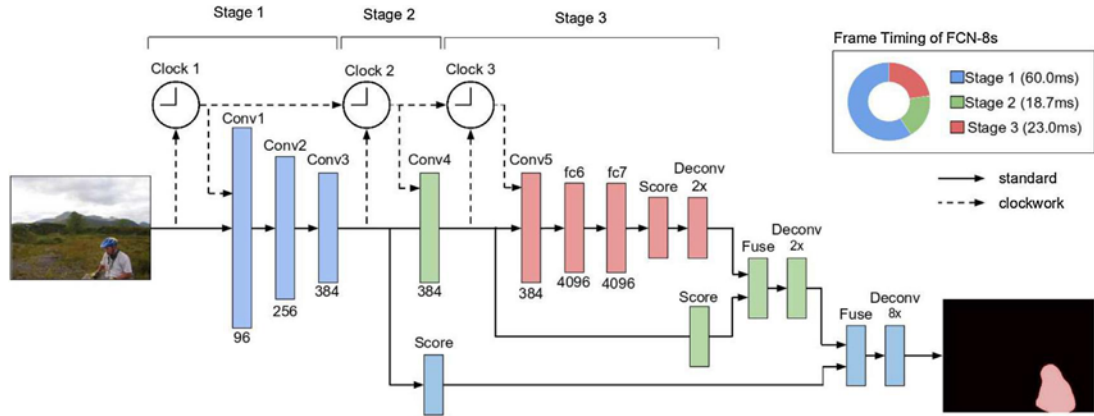 Stage 1
Stage 2
Stage 3
Clock 1
Clock 2
Clock 3
Conv1
96
Conv2
256
Conv3
384
Conv4
384
Conv5
384
fc6
4096
fc7
4096
Score
Deconv
2x
Score
Fuse
Deconv
2x
Score
Fuse
Deconv
8x
Frame Timing of FCN-8s
Stage 1 (60.0ms)
Stage 2 (18.7ms)
Stage 3 (23.0ms)
standard
clockwork